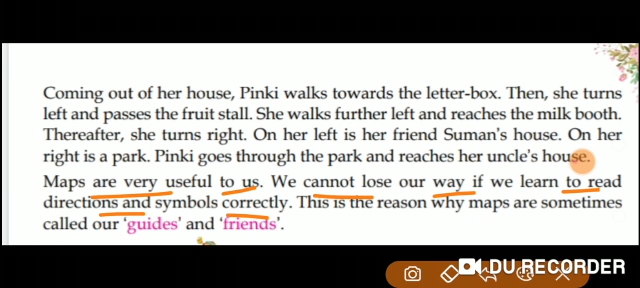 Coming out of her house, Pinki walks towards the letter-box. Then, she turns
left and passes the fruit stall. She walks further left and reaches the milk booth.
Thereafter, she turns right. On her left is her friend Suman's house. On her
right is a park. Pinki goes through the park and reaches her uncle's house.
Maps are very useful to us. We cannot lose our way if we learn to read
directions and symbols correctly. This is the reason why maps are sometimes
called our 'guides' and 'friends'.
DU RECORDER